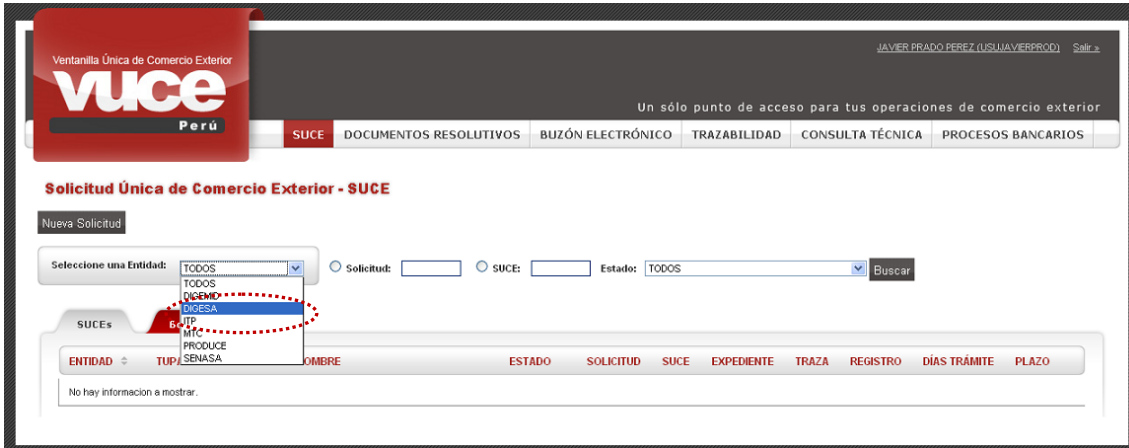 JAVIER PRADO PEREZ (USUJAVIERPROD) Salir »
Ventanilla Única de Comercio Exterior
vuce
Perú
Un sólo punto de acceso para tus operaciones de comercio exterior
SUCE DOCUMENTOS RESOLUTIVOS BUZÓN ELECTRÓNICO TRAZABILIDAD CONSULTA TÉCNICA PROCESOS BANCARIOS
Solicitud Única de Comercio Exterior - SUCE
Nueva Solicitud
Seleccione una Entidad: TODOS Solicitud: SUCE: Estado: TODOS Buscar
TODOS
DIGEMID
DIGESA
ITP
MTC
PRODUCE
SENASA
SUCEs
ENTIDAD ESTADO SOLICITUD SUCE EXPEDIENTE TRAZA REGISTRO DÍAS TRÁMITE PLAZO
No hay informacion a mostrar.